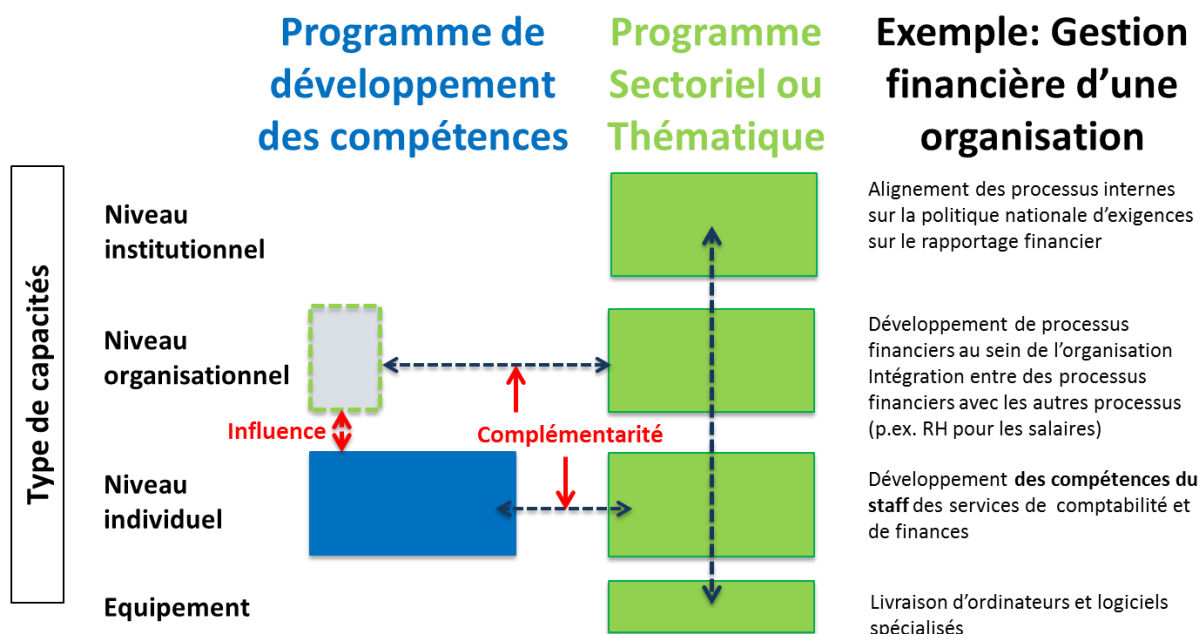 Programme de
développement
des compétences
Programme
Sectoriel ou
Thématique
Exemple: Gestion
financière d’une
organisation
Type de capacités
Niveau
institutionnel
Alignement des processus internes
sur la politique nationale d’exigences
sur le rapportage financier
Niveau
organisationnel
Développement de processus
financiers au sein de l’organisation
Intégration entre des processus
financiers avec les autres processus
(p.ex. RH pour les salaires)
Influence
Complémentarité
Niveau
individuel
Développement des compétences du
staff des services de comptabilité et
de finances
Equipement
Livraison d’ordinateurs et logiciels
spécialisés